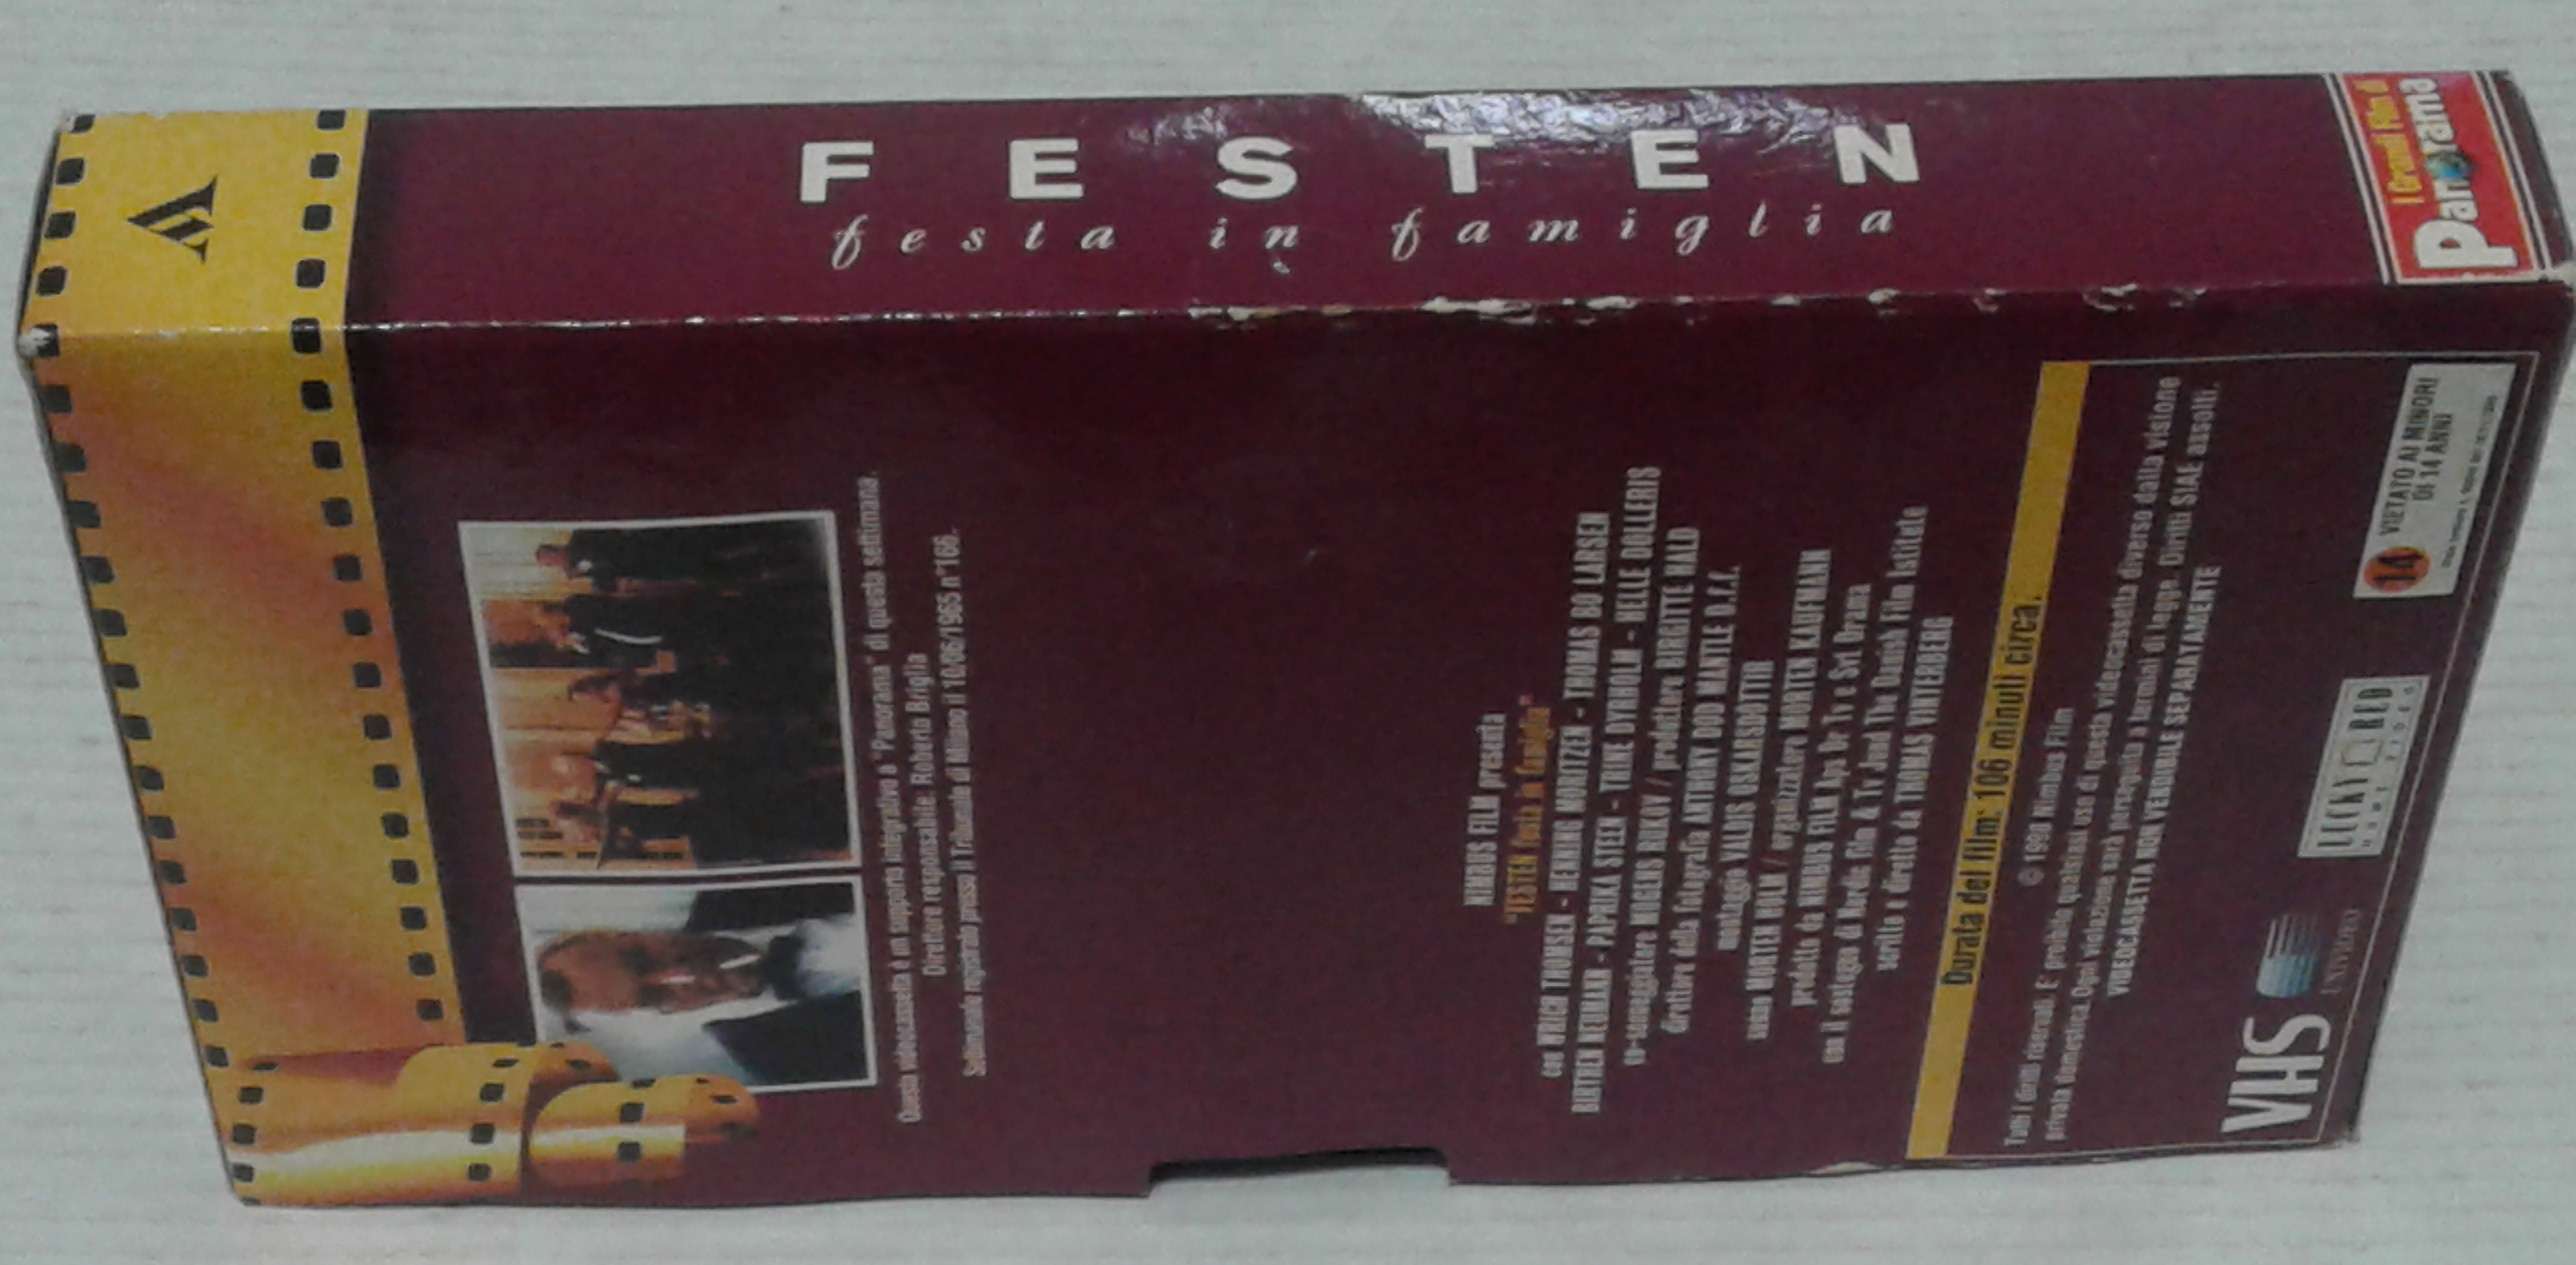 FESTEN
festa in famiglia
I Grandi Film di
Panorama
Questa videocassetta è un supporto integrativo a "Panorama" di questa settimana.
Direttore responsabile: Roberto Briglia
Settimanale registrato presso il Tribunale di Milano il 10/06/1965 n°166.
NIMBUS FILM presenta
"FESTEN festa in famiglia"
con ULRICH THOMSEN - HENNING MORITZEN - THOMAS BO LARSEN
BIRTHEN NEUMANN - PAPRIKA STEEN - TRINE DYRHOLM - HELLE DOLLERIS
co-sceneggiatore MOGENS RUKOV / produttore BIRGITTE HALD
direttore della fotografia ANTHONY DOD MANTLE D.f.f.
montaggio VALDIS OSKARSDOTTIR
suono MORTEN HOLM / organizzatore MORTEN KAUFMANN
prodotto da NIMBUS FILM Aps Dr Tv e Svt Drama
con il sostegno di Nordic Film & Tv Fund The Danish Film Istitute
scritto e diretto da THOMAS VINTERBERG
Durata del film: 106 minuti circa.
© 1998 Nimbus Film
Tutti i diritti riservati. E' proibito qualsiasi uso di questa videocassetta diverso dalla visione
privata domestica. Ogni violazione sarà perseguita a termini di legge. Diritti SIAE assolti.
VIDEOCASSETTA NON VENDIBILE SEPARATAMENTE
VHS
UNIVIDEO
LUCKY RED
HOME VIDEO
14 VIETATO AI MINORI
DI 14 ANNI